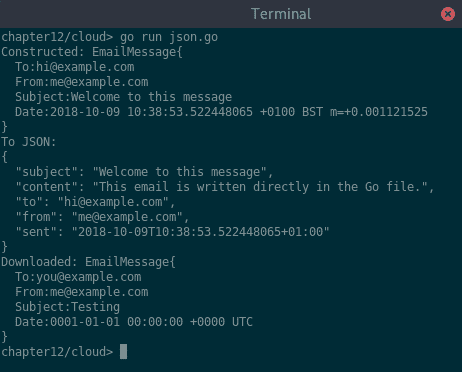 Terminal
chapter12/cloud> go run json.go
Constructed: EmailMessage{
  To:hi@example.com
  From:me@example.com
  Subject:Welcome to this message
  Date:2018-10-09 10:38:53.522448065 +0100 BST m=+0.001121525
}
To JSON:
{
  "subject": "Welcome to this message",
  "content": "This email is written directly in the Go file.",
  "to": "hi@example.com",
  "from": "me@example.com",
  "sent": "2018-10-09T10:38:53.522448065+01:00"
}
Downloaded: EmailMessage{
  To:you@example.com
  From:me@example.com
  Subject:Testing
  Date:0001-01-01 00:00:00 +0000 UTC
}
chapter12/cloud>